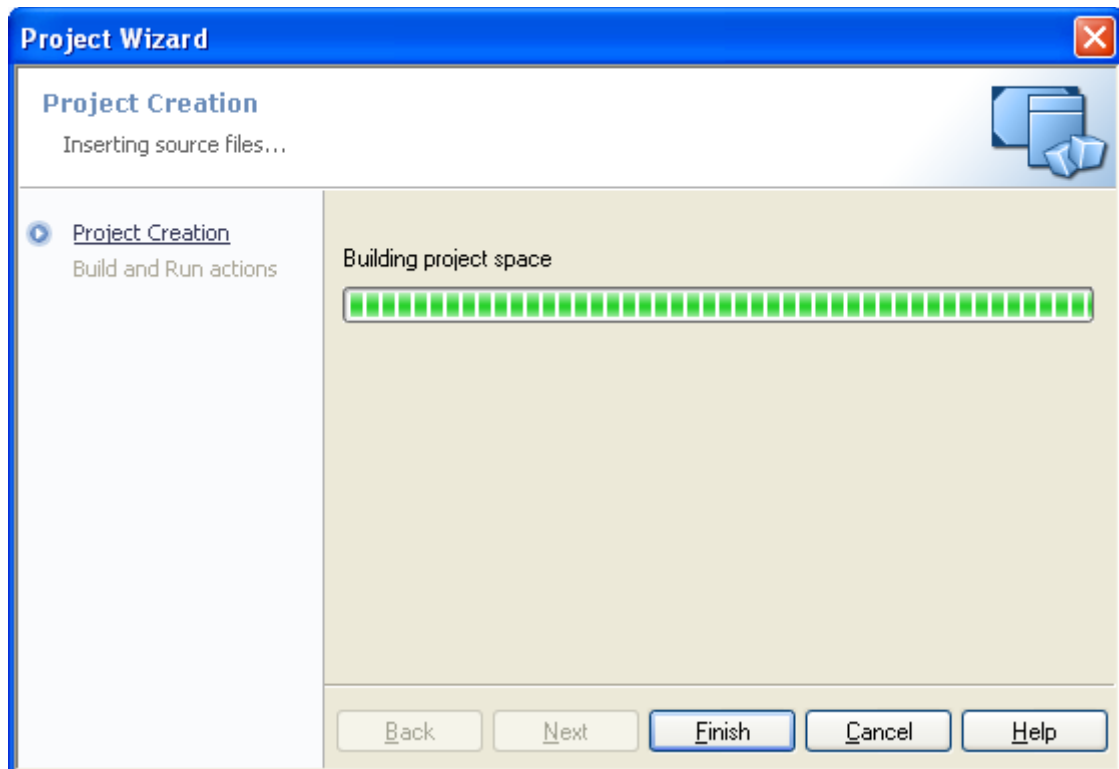 Project Wizard
Project Creation
Inserting source files...
Project Creation
Build and Run actions
Building project space
Back Next Finish Cancel Help